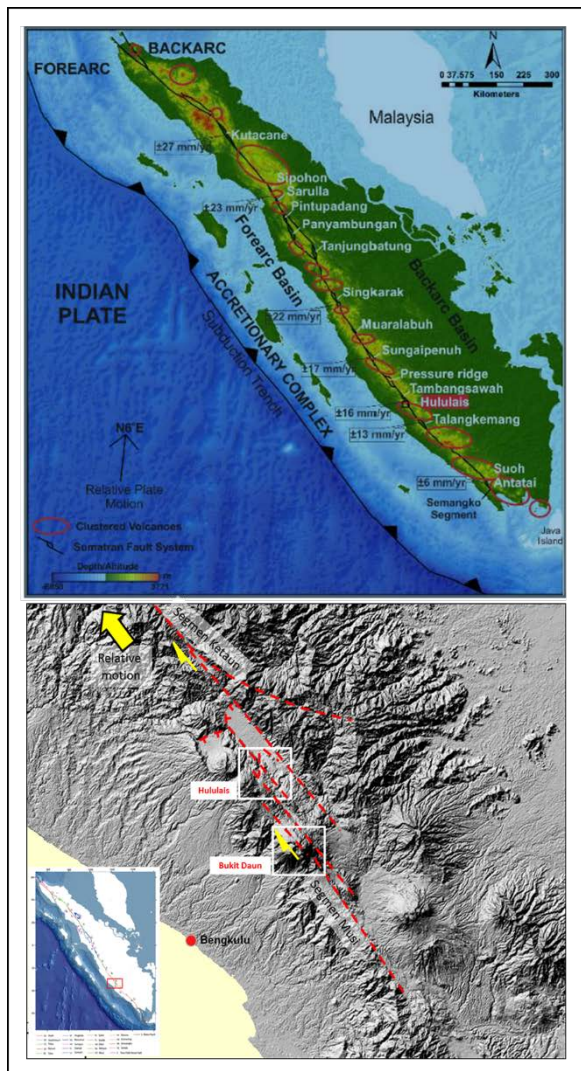 BACKARC
FOREARC
N
0 37.575 150 225 300
Kilometers
Malaysia
Kutacane
±27 mm/yr
Sipohon
Sarulla
Pintupadang
±23 mm/yr
Panyambungan
Forearc Basin
Tanjungbatung
Backarc Basin
INDIAN
PLATE
ACCRETIONARY COMPLEX
Subduction Trench
Singkarak
±22 mm/yr
Muaralabuh
Sungaipenuh
±17 mm/yr
Pressure ridge
Tambangsawah
±16 mm/yr
Hululais
±13 mm/yr
Talangkemang
N6°E
Relative Plate
Motion
±6 mm/yr
Suoh
Antatai
Semangko
Segment
Java
Island
Clustered Volcanoes
Sumatran Fault System
Depth/Altitude
m
Segmen Ketaun
Relative
motion
Hululais
Bukit Daun
Segmen Musi
Bengkulu